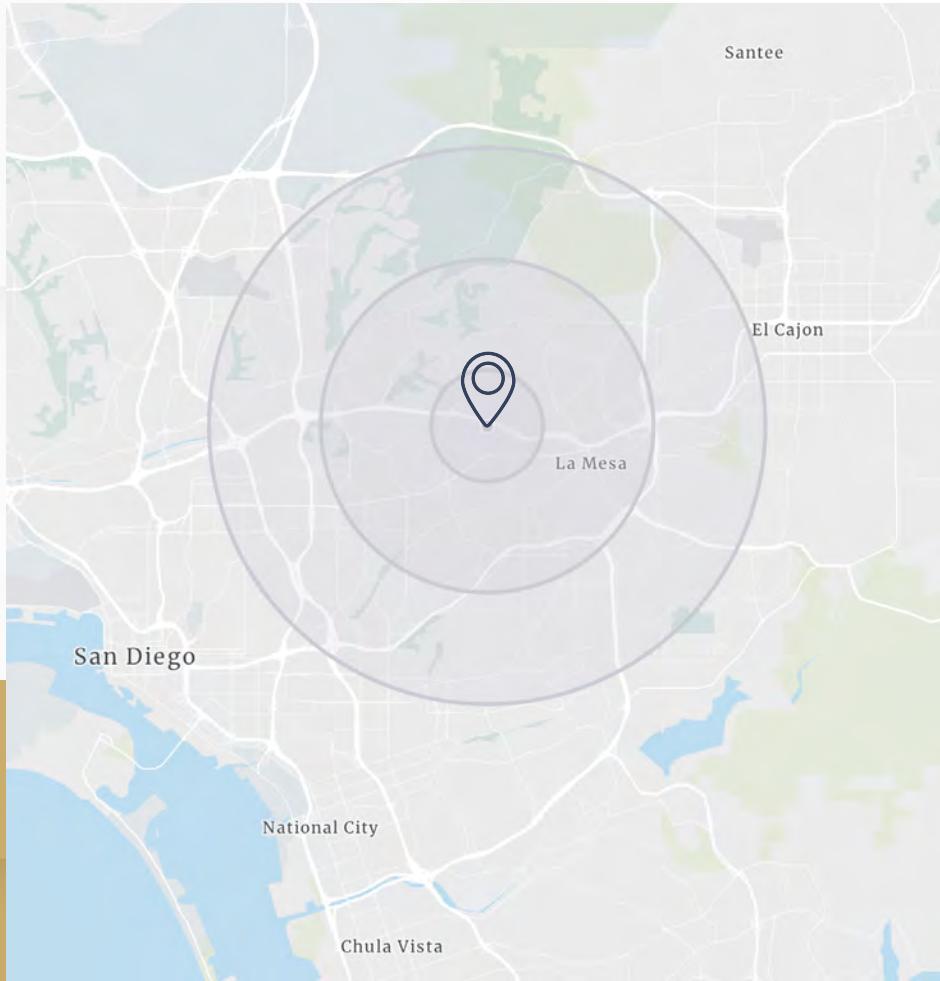 Santee
El Cajon
La Mesa
San Diego
National City
Chula Vista